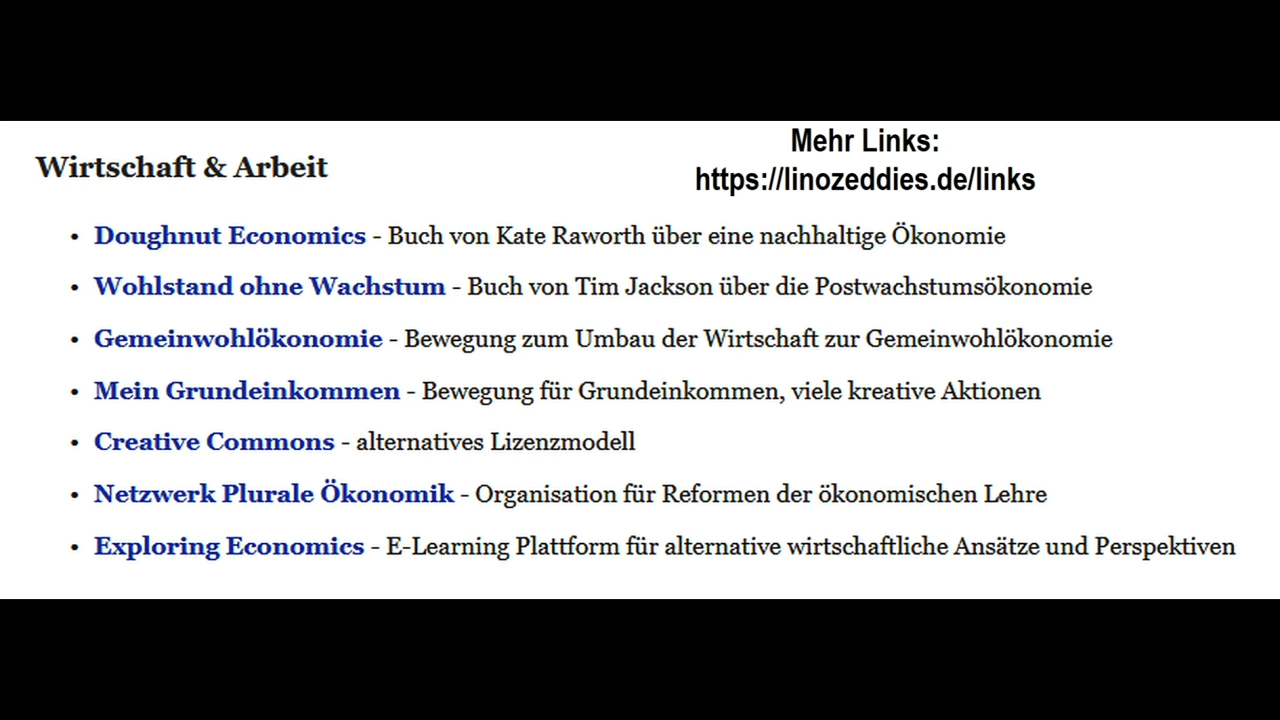 Mehr Links:
https://linozeddies.de/links
Wirtschaft & Arbeit
• Doughnut Economics - Buch von Kate Raworth über eine nachhaltige Ökonomie
• Wohlstand ohne Wachstum - Buch von Tim Jackson über die Postwachstumsökonomie
• Gemeinwohlökonomie - Bewegung zum Umbau der Wirtschaft zur Gemeinwohlökonomie
• Mein Grundeinkommen - Bewegung für Grundeinkommen, viele kreative Aktionen
• Creative Commons - alternatives Lizenzmodell
• Netzwerk Plurale Ökonomik - Organisation für Reformen der ökonomischen Lehre
• Exploring Economics - E-Learning Plattform für alternative wirtschaftliche Ansätze und Perspektiven